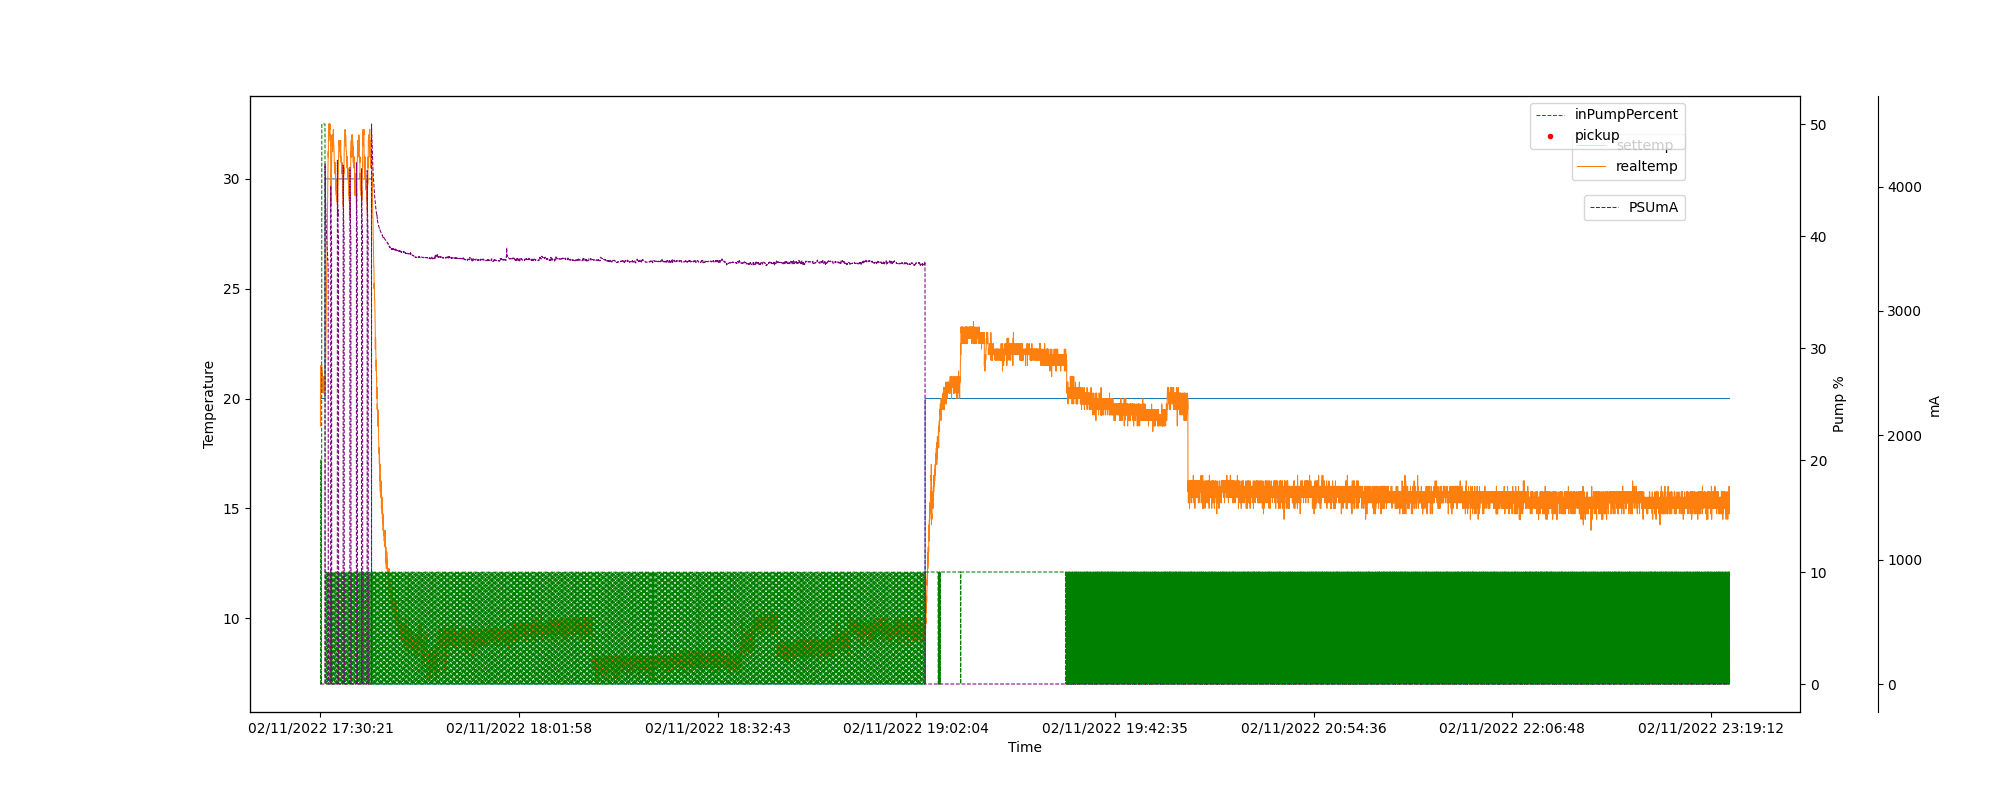 inPumpPercent
pickup
settemp
realtemp
PSUmA
30
25
20
15
10
Temperature
50
40
30
20
10
0
Pump %
4000
3000
2000
1000
0
mA
02/11/2022 17:30:21
02/11/2022 18:01:58
02/11/2022 18:32:43
02/11/2022 19:02:04
02/11/2022 19:42:35
02/11/2022 20:54:36
02/11/2022 22:06:48
02/11/2022 23:19:12
Time